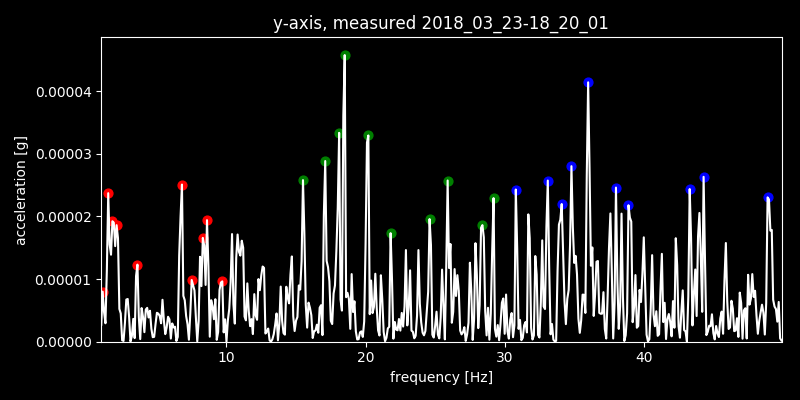 y-axis, measured 2018_03_23-18_20_01
acceleration [g]
0.00004
0.00003
0.00002
0.00001
0.00000
10 20 30 40
frequency [Hz]